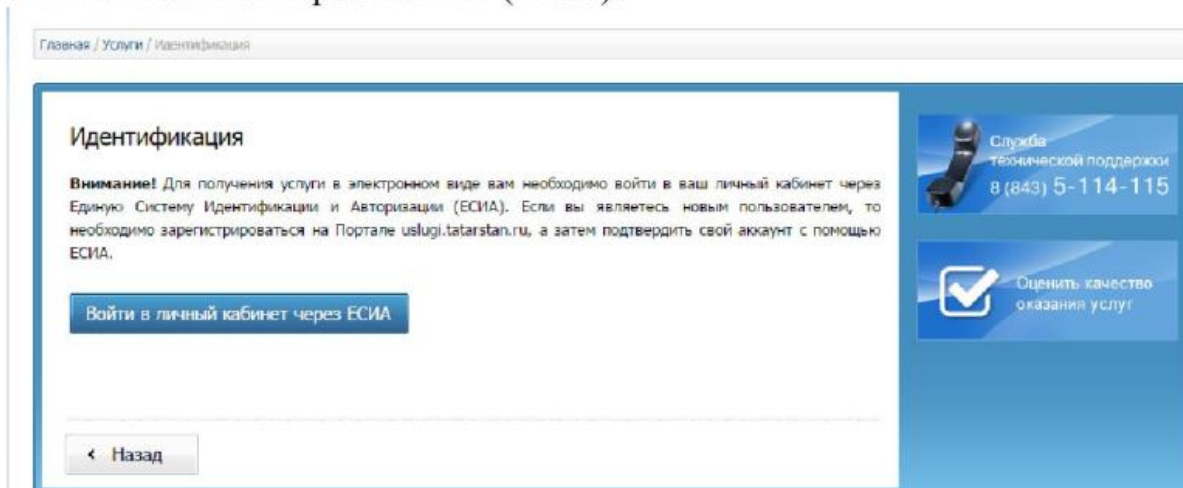 Главная / Услуги / Идентификация
Идентификация
Внимание! Для получения услуги в электронном виде вам необходимо войти в ваш личный кабинет через
Единую Систему Идентификации и Авторизации (ЕСИА). Если вы являетесь новым пользователем, то
необходимо зарегистрироваться на Портале uslugi.tatarstan.ru, а затем подтвердить свой аккаунт с помощью
ЕСИА.
Войти в личный кабинет через ЕСИА
‹ Назад
Служба
технической поддержки
8 (843) 5-114-115
Оценить качество
оказания услуг